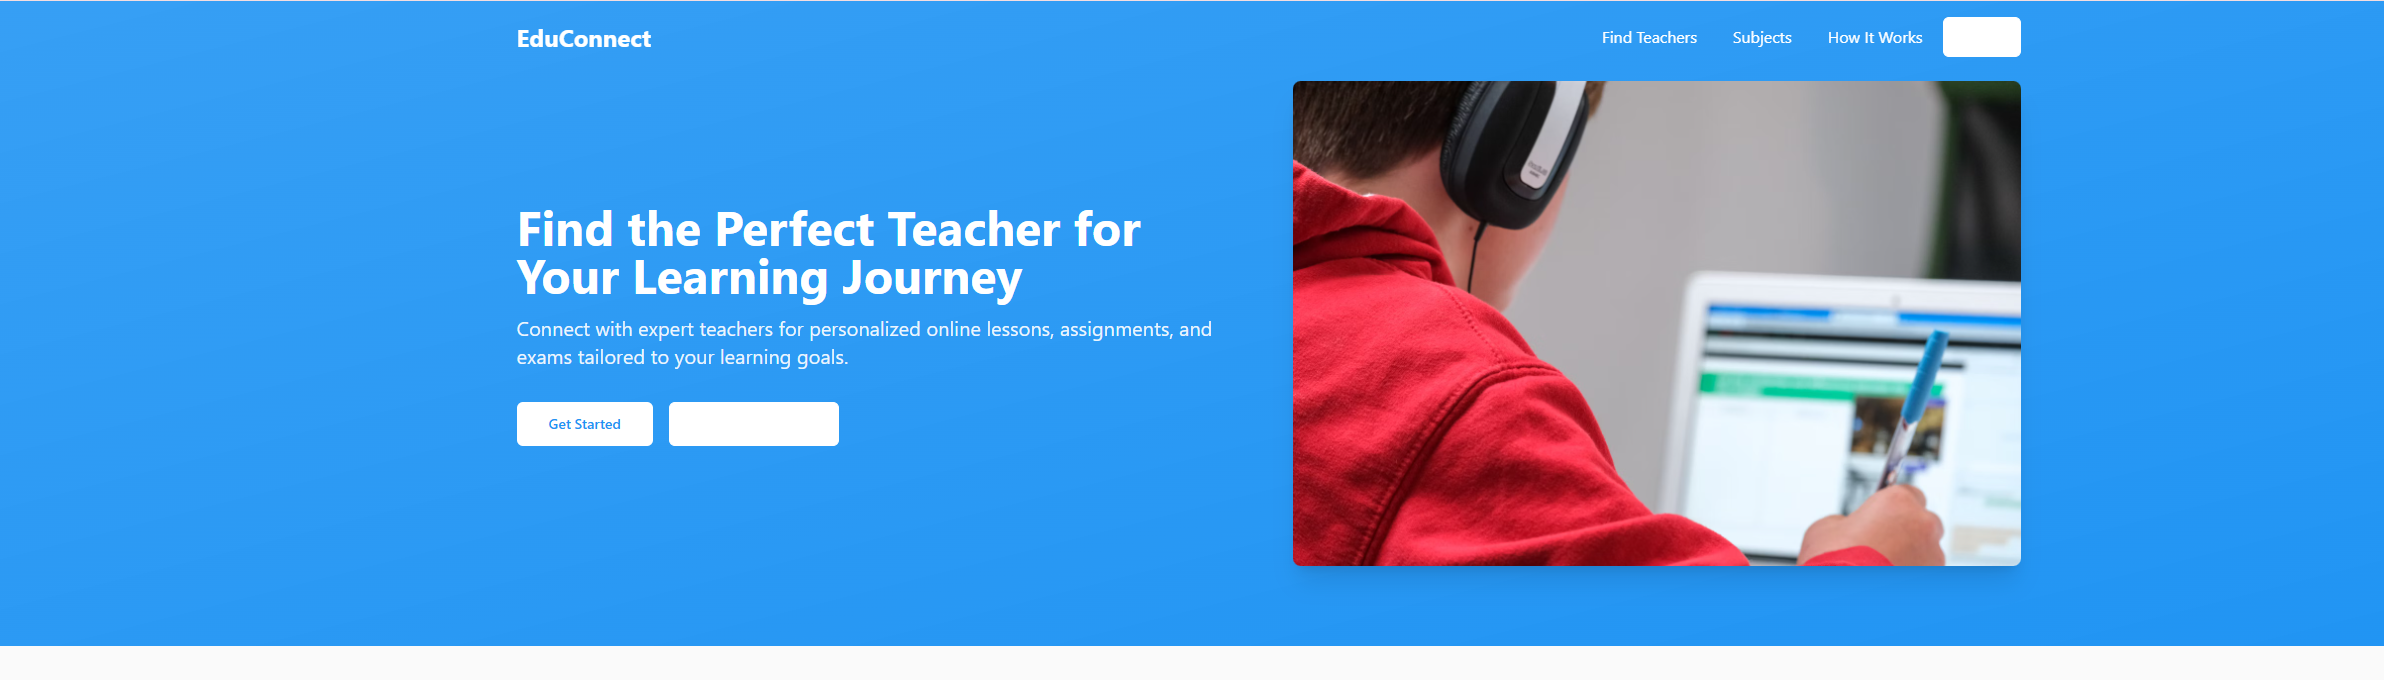 EduConnect
Find Teachers
Subjects
How It Works
Find the Perfect Teacher for
Your Learning Journey
Connect with expert teachers for personalized online lessons, assignments, and
exams tailored to your learning goals.
Get Started